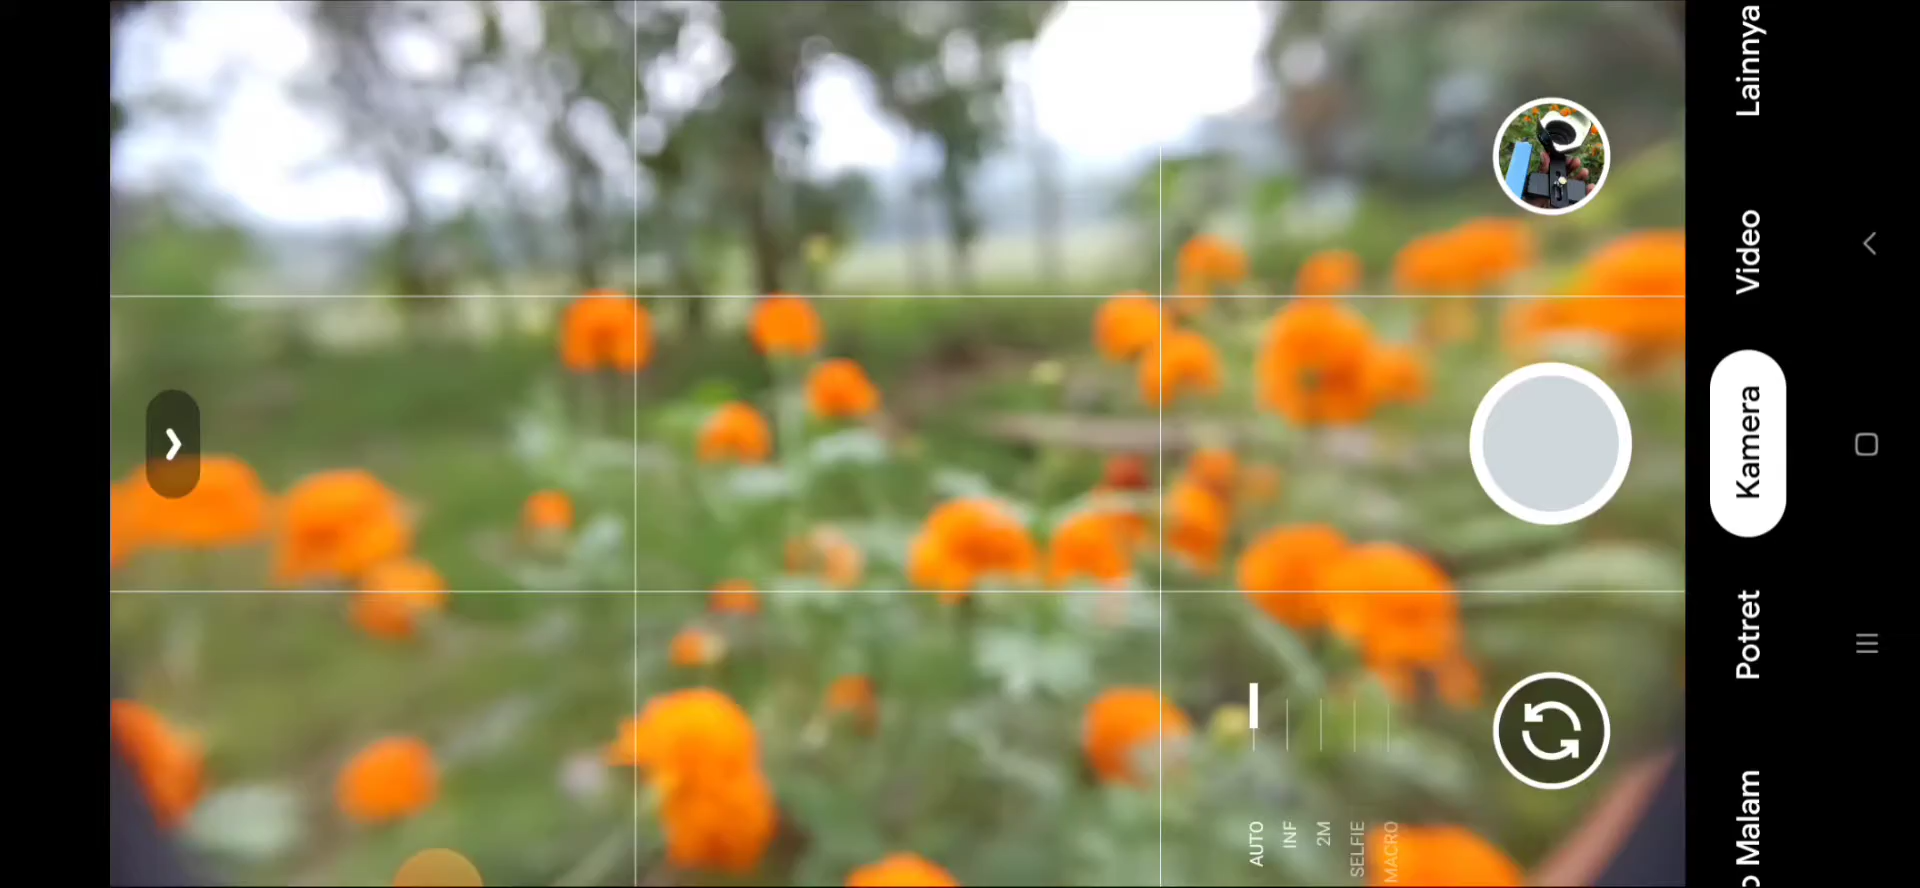 Lainnya
Video
Kamera
Potret
o Malam
AUTO
INF
2M
SELFIE
MACRO